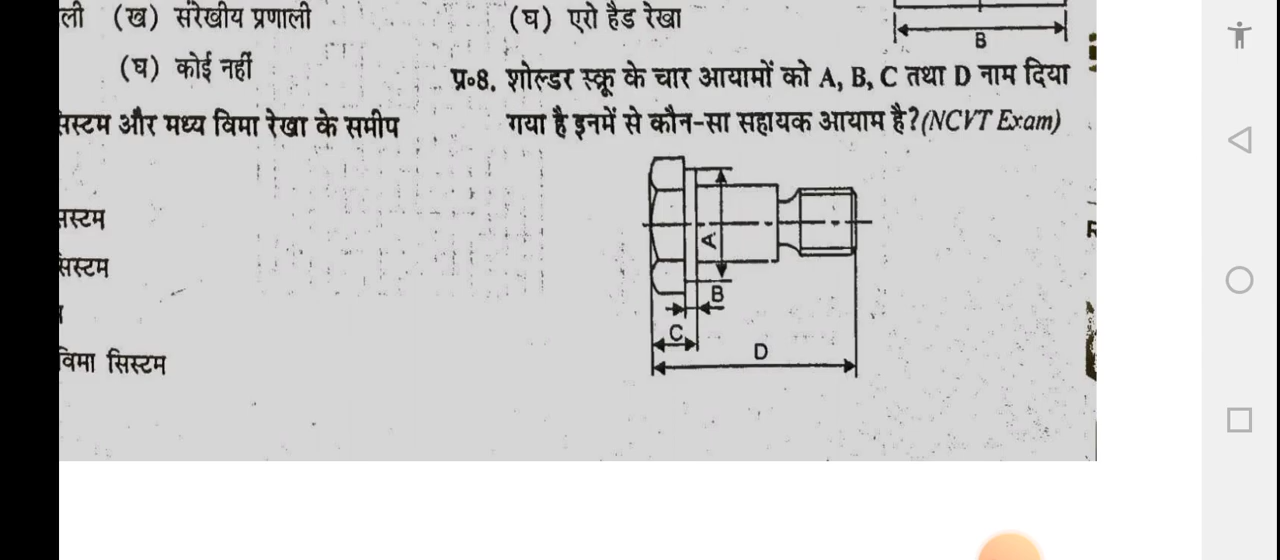 ली (ख) संरेखीय प्रणाली
(घ) कोई नहीं
सिस्टम और मध्य विमा रेखा के समीप
सिस्टम
सिस्टम
विमा सिस्टम
(घ) एरो हैड रेखा
B
प्र०8. शोल्डर स्क्रू के चार आयामों को A, B, C तथा D नाम दिया
गया है इनमें से कौन-सा सहायक आयाम है?(NCVT Exam)
A
B
C
D